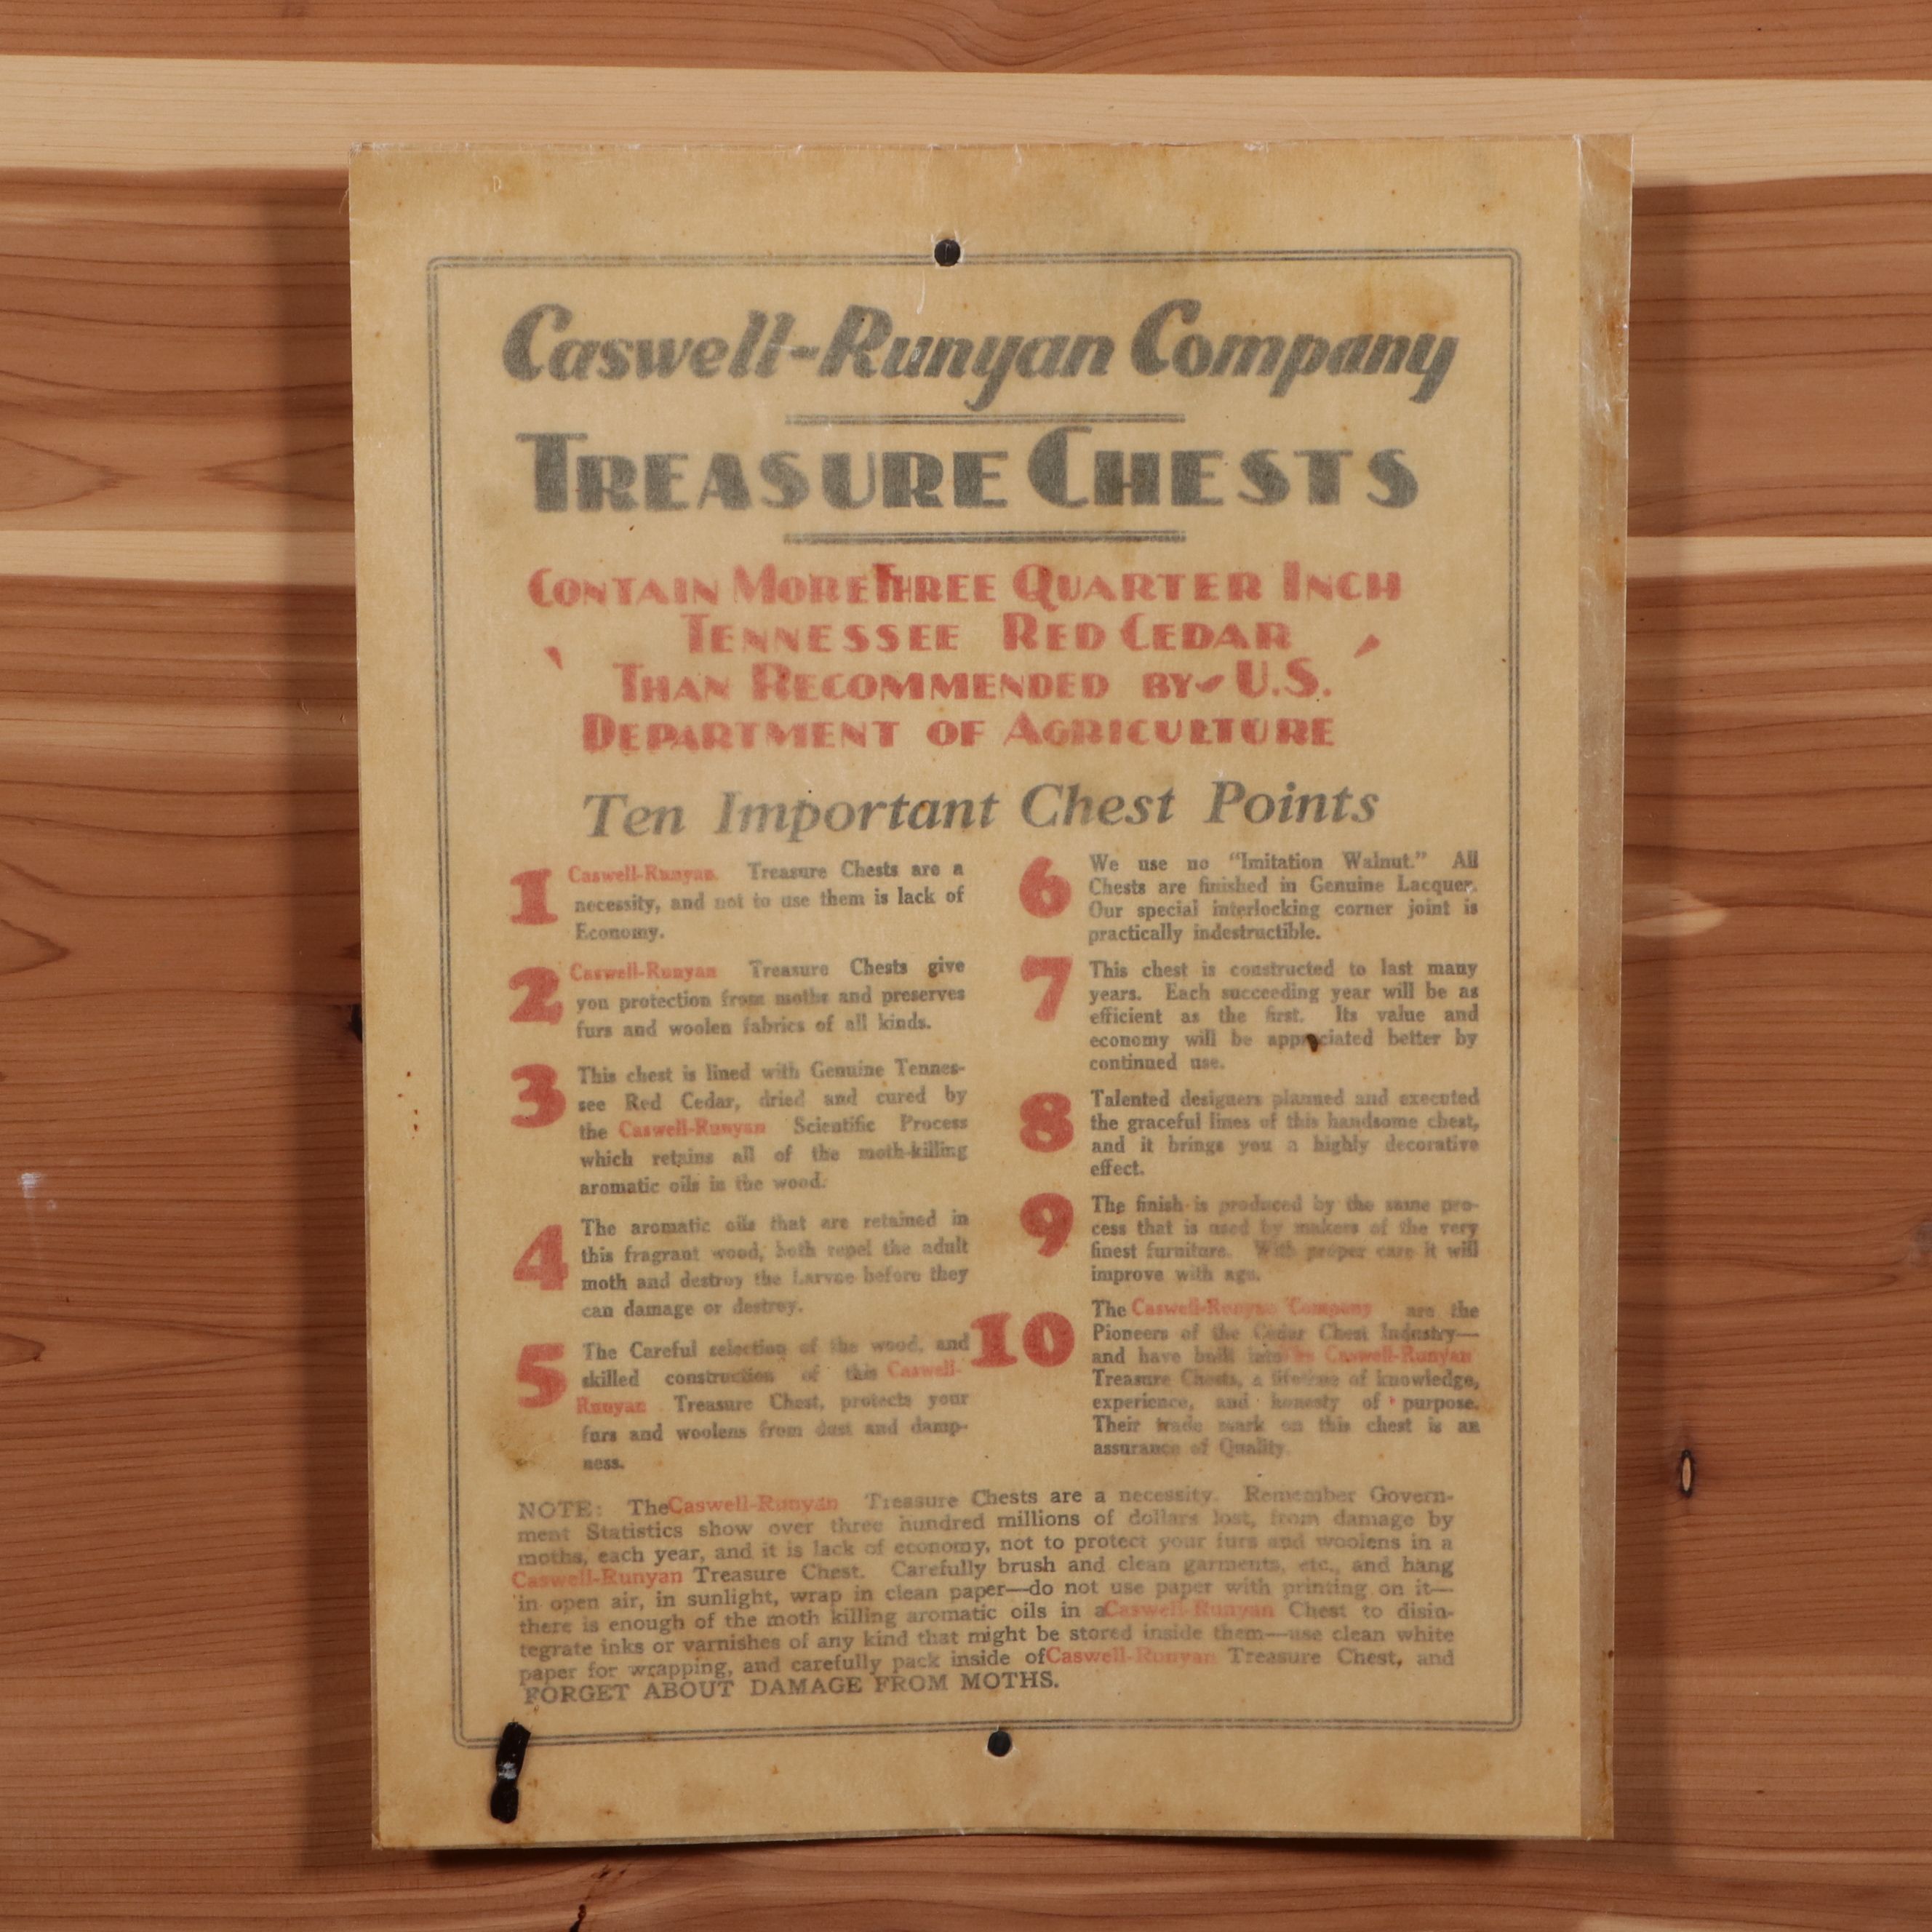 Caswell-Runyan Company
TREASURE CHESTS
CONTAIN MORE THREE QUARTER INCH
TENNESSEE RED CEDAR
THAN RECOMMENDED BY U.S.
DEPARTMENT OF AGRICULTURE
Ten Important Chest Points
1 Caswell-Runyan Treasure Chests are a
necessity, and not to use them is lack of
Economy.
2 Caswell-Runyan Treasure Chests give
you protection from moths and preserves
furs and woolen fabrics of all kinds.
3 This chest is lined with Genuine Tennes-
see Red Cedar, dried and cured by
the Caswell-Runyan Scientific Process
which retains all of the moth-killing
aromatic oils in the wood.
4 The aromatic oils that are retained in
this fragrant wood, both repel the adult
moth and destroy the Larvae before they
can damage or destroy.
5 The Careful selection of the wood, and
skilled construction of this Caswell-
Runyan Treasure Chest, protects your
furs and woolens from dust and damp-
ness.
6 We use no "Imitation Walnut." All
Chests are finished in Genuine Lacquer.
Our special interlocking corner joint is
practically indestructible.
7 This chest is constructed to last many
years. Each succeeding year will be as
efficient as the first. Its value and
economy will be appreciated better by
continued use.
8 Talented designers planned and executed
the graceful lines of this handsome chest,
and it brings you a highly decorative
effect.
9 The finish is produced by the same pro-
cess that is used by makers of the very
finest furniture. With proper care it will
improve with age.
10 The Caswell-Runyan Company are the
Pioneers of the Cedar Chest Industry—
and have built into Caswell-Runyan
Treasure Chests, a lifetime of knowledge,
experience, and honesty of purpose.
Their trade mark on this chest is an
assurance of Quality.
NOTE: The Caswell-Runyan Treasure Chests are a necessity. Remember Govern-
ment Statistics show over three hundred millions of dollars lost, from damage by
moths, each year, and it is lack of economy, not to protect your furs and woolens in a
Caswell-Runyan Treasure Chest. Carefully brush and clean garments, etc., and hang
in open air, in sunlight, wrap in clean paper—do not use paper with printing on it—
there is enough of the moth killing aromatic oils in a Caswell-Runyan Chest to disin-
tegrate inks or varnishes of any kind that might be stored inside them—use clean white
paper for wrapping, and carefully pack inside of Caswell-Runyan Treasure Chest, and
FORGET ABOUT DAMAGE FROM MOTHS.